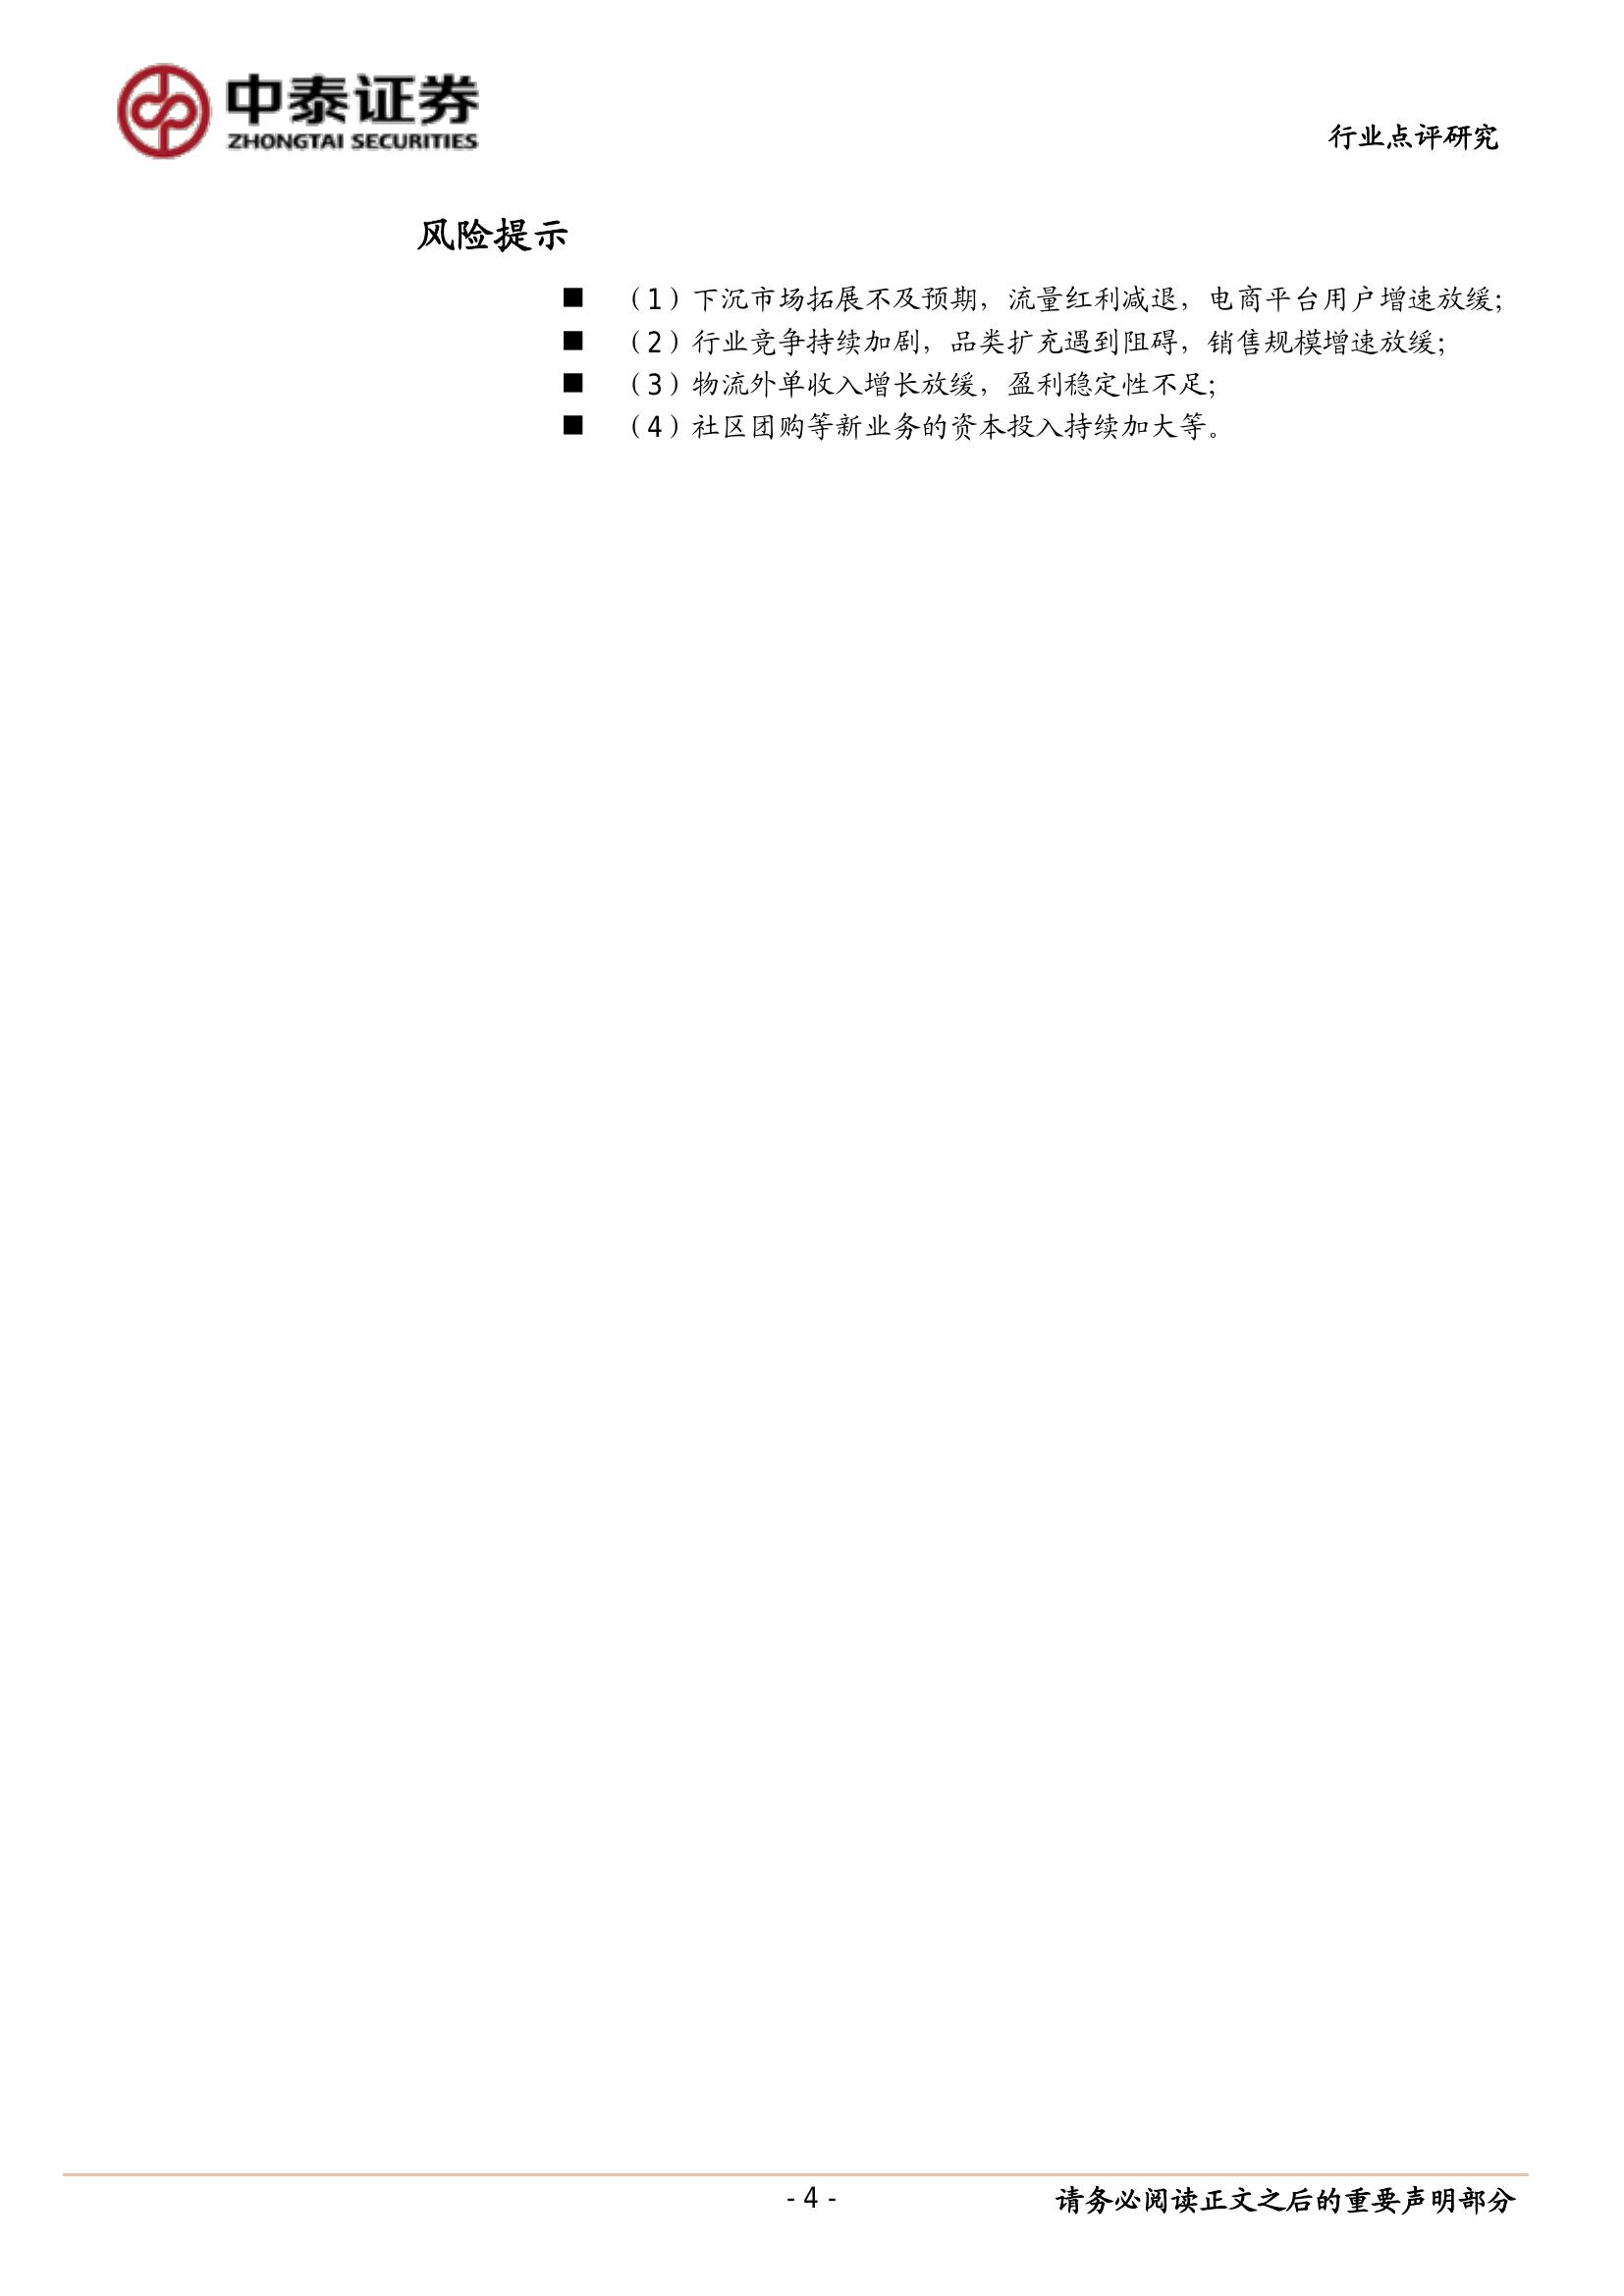 中泰证券
ZHONGTAI SECURITIES
行业点评研究
风险提示
■ （1）下沉市场拓展不及预期，流量红利减退，电商平台用户增速放缓；
■ （2）行业竞争持续加剧，品类扩充遇到阻碍，销售规模增速放缓；
■ （3）物流外单收入增长放缓，盈利稳定性不足；
■ （4）社区团购等新业务的资本投入持续加大等。
- 4 -
请务必阅读正文之后的重要声明部分